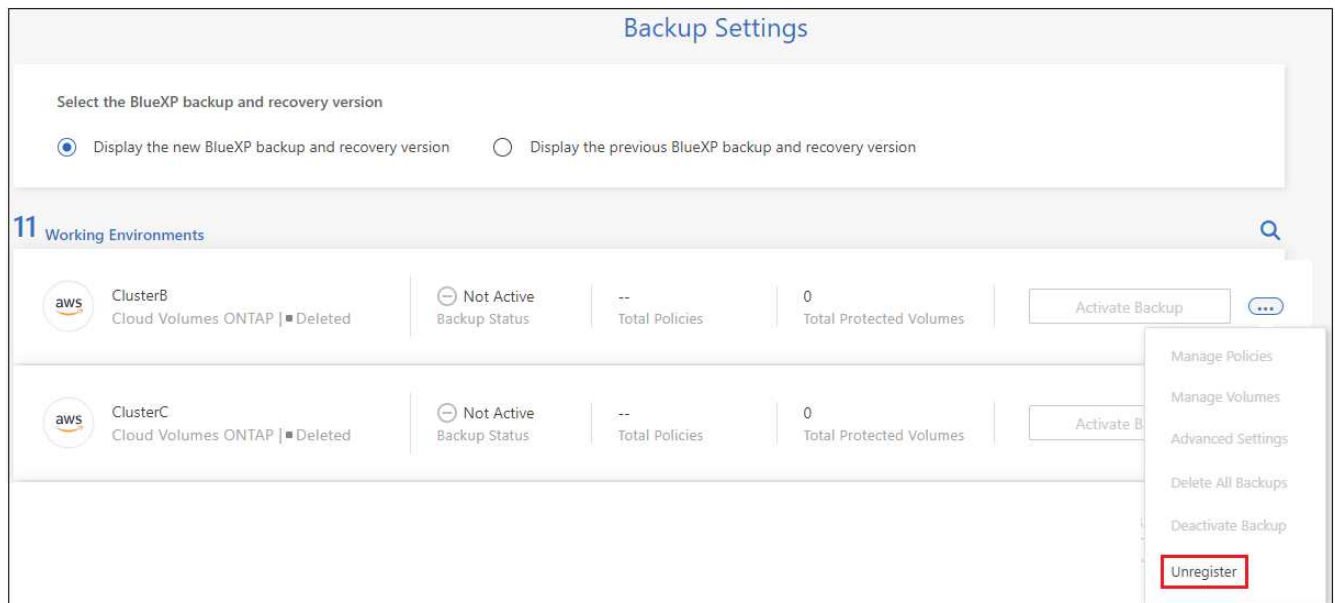 Backup Settings
Select the BlueXP backup and recovery version
Display the new BlueXP backup and recovery version
Display the previous BlueXP backup and recovery version
11 Working Environments
aws
ClusterB
Cloud Volumes ONTAP | ■ Deleted
Not Active
Backup Status
--
Total Policies
0
Total Protected Volumes
Activate Backup
...
aws
ClusterC
Cloud Volumes ONTAP | ■ Deleted
Not Active
Backup Status
--
Total Policies
0
Total Protected Volumes
Activate B
Manage Policies
Manage Volumes
Advanced Settings
Delete All Backups
Deactivate Backup
Unregister